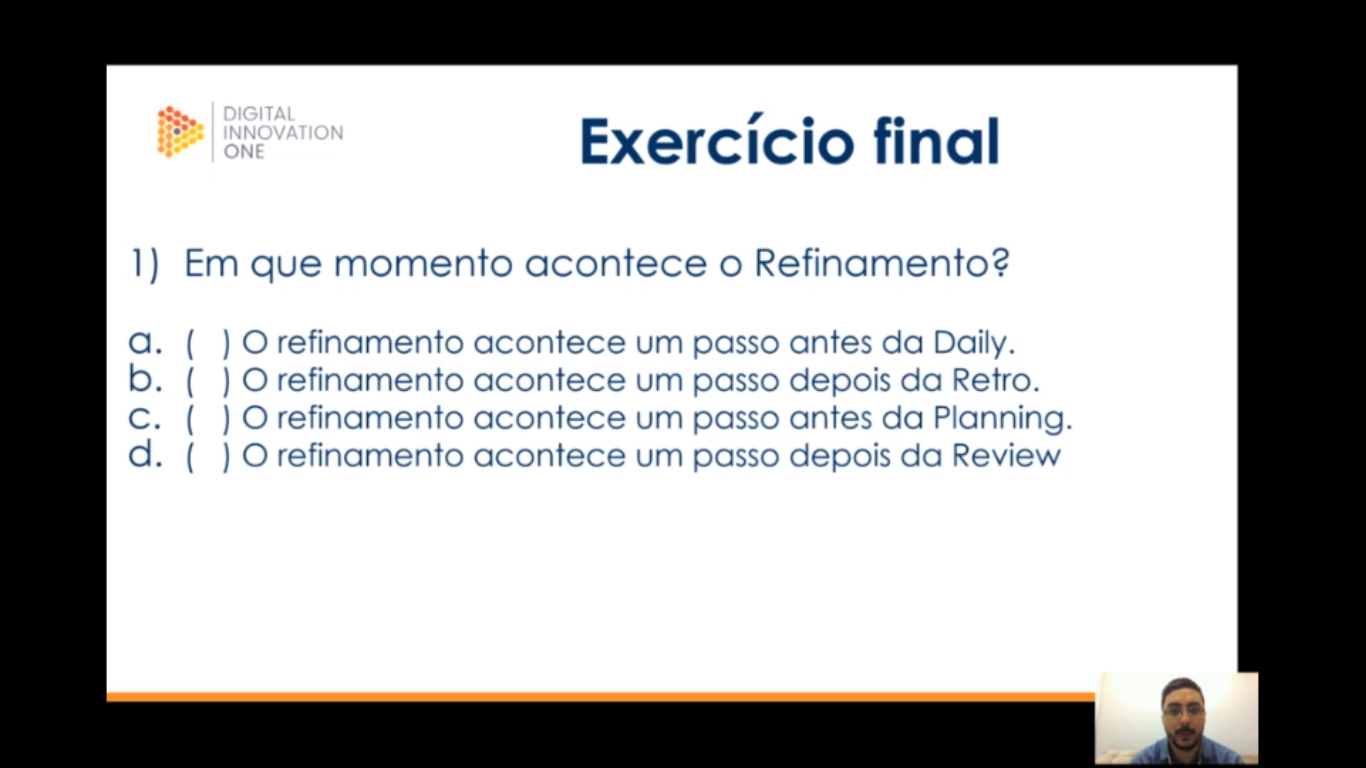 DIGITAL
INNOVATION
ONE
Exercício final
1) Em que momento acontece o Refinamento?
a. ( ) O refinamento acontece um passo antes da Daily.
b. ( ) O refinamento acontece um passo depois da Retro.
c. ( ) O refinamento acontece um passo antes da Planning.
d. ( ) O refinamento acontece um passo depois da Review